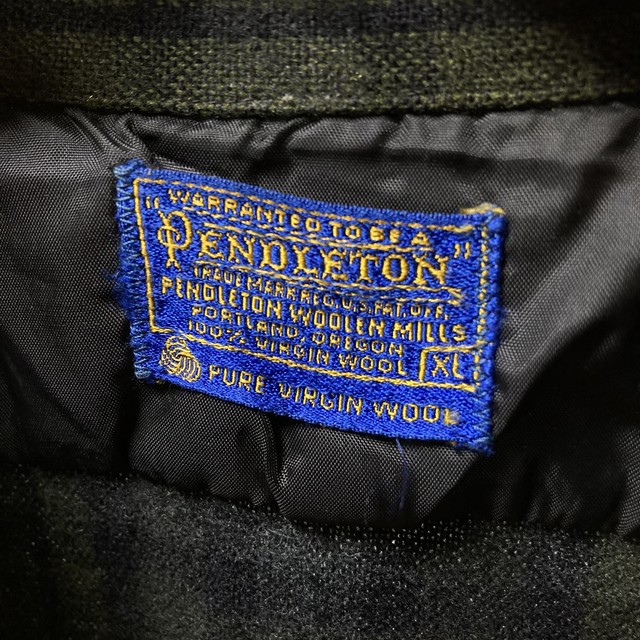 WARRANTED TO BE A
"PENDLETON"
TRADE MARK REG. U.S. PAT. OFF.
PENDLETON WOOLEN MILLS
PORTLAND, OREGON
100% VIRGIN WOOL XL
PURE VIRGIN WOOL